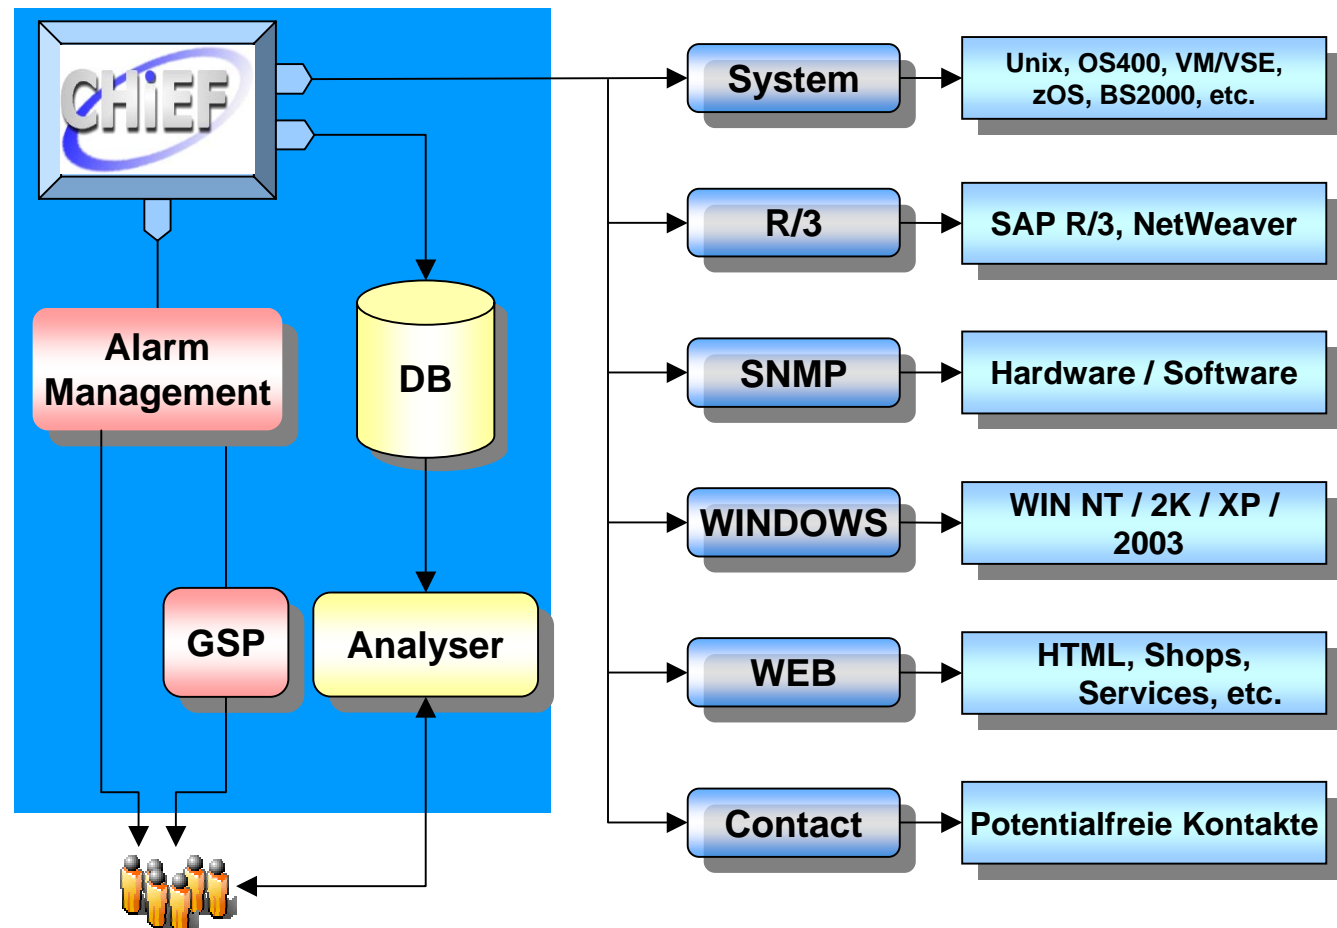 CHiEF
System
Unix, OS400, VM/VSE,
zOS, BS2000, etc.
R/3
SAP R/3, NetWeaver
Alarm
Management
DB
SNMP
Hardware / Software
WINDOWS
WIN NT / 2K / XP /
2003
GSP
Analyser
WEB
HTML, Shops,
Services, etc.
Contact
Potentialfreie Kontakte